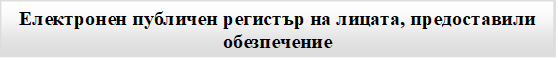 Електронен публичен регистър на лицата, предоставили
обезпечение